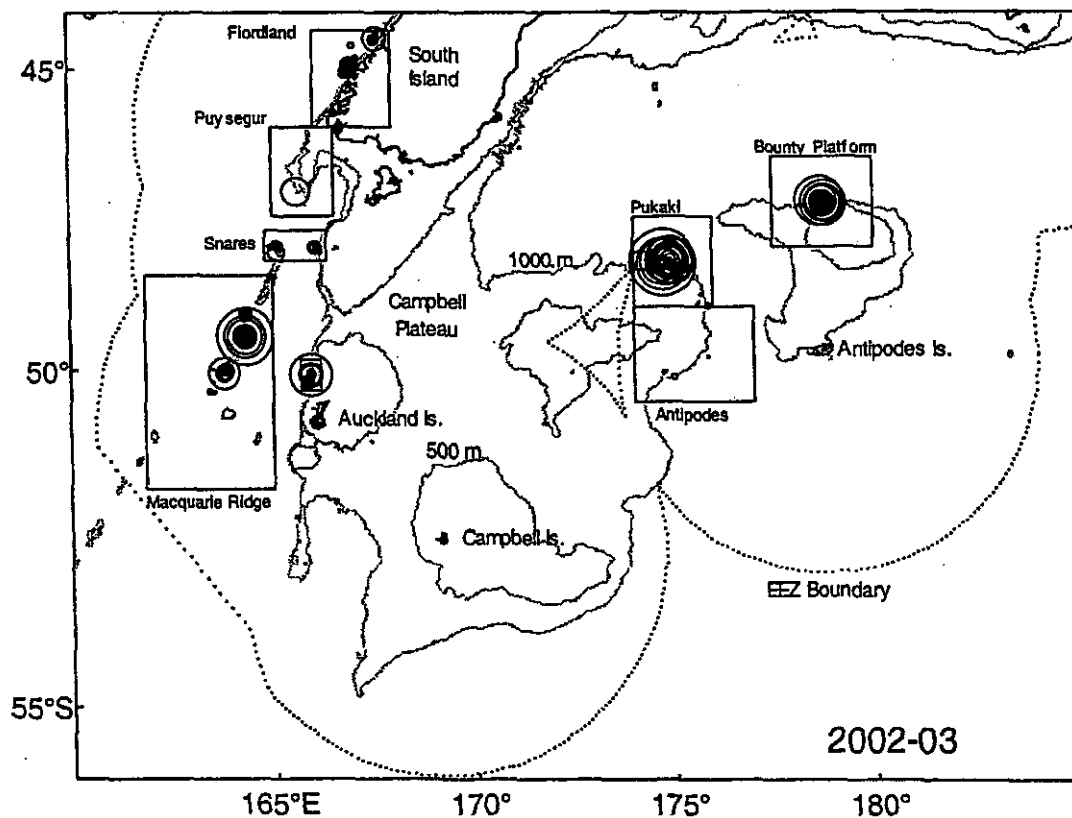 Fiordland
South
Island
45°
Puysegur
Bounty Platform
Pukaki
Snares
1000 m
Campbell
Plateau
Antipodes Is.
50°
Antipodes
Auckland Is.
500 m
Macquarie Ridge
Campbell Is.
EEZ Boundary
55°S
2002-03
165°E
170°
175°
180°